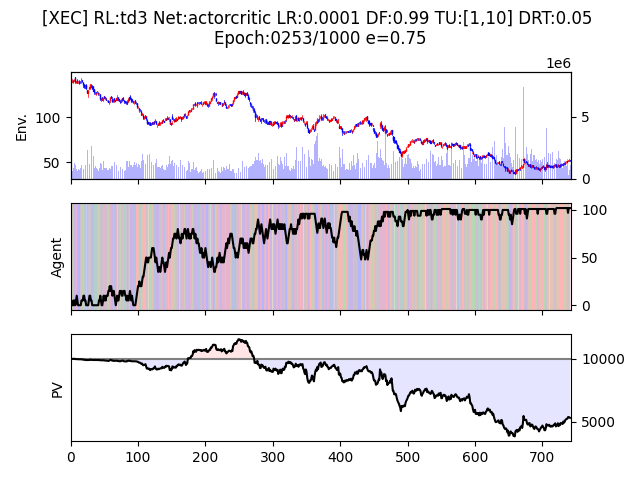 [XEC] RL:td3 Net:actorcritic LR:0.0001 DF:0.99 TU:[1,10] DRT:0.05
Epoch:0253/1000 e=0.75
1e6
Env.
100
50
5
0
Agent
100
50
0
PV
10000
5000
0 100 200 300 400 500 600 700